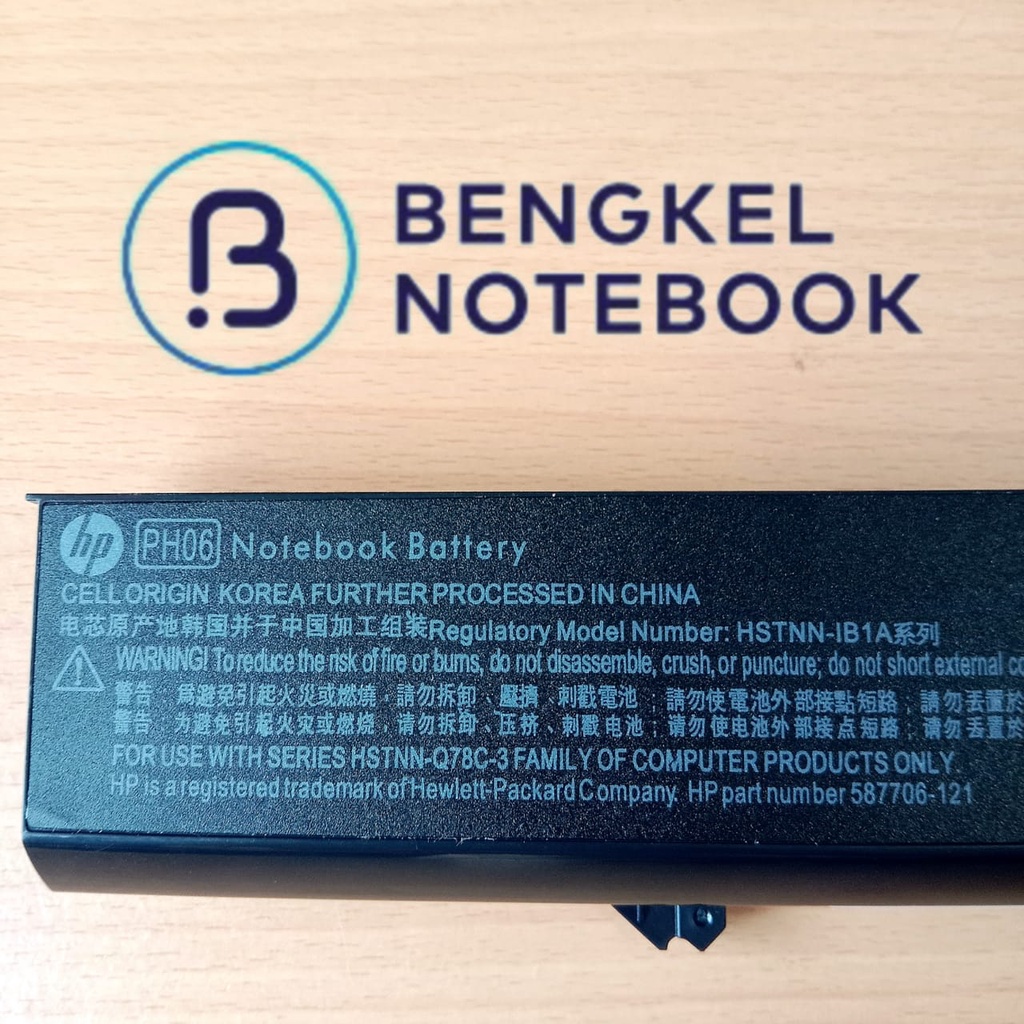 B
BENGKEL
NOTEBOOK
hp PH06 Notebook Battery
CELL ORIGIN KOREA FURTHER PROCESSED IN CHINA
电芯原产地韩国并于中国加工组装Regulatory Model Number: HSTNN-IB1A系列
WARNING! To reduce the risk of fire or burns, do not disassemble, crush, or puncture; do not short external co
警告：為避免引起火災或燃燒，請勿拆卸、壓擠、刺戳電池；請勿使電池外部接點短路；請勿丟置於
警告：为避免引起火灾或燃烧，请勿拆卸、压挤、刺戳电池；请勿使电池外部接点短路；请勿丢置于
FOR USE WITH SERIES HSTNN-Q78C-3 FAMILY OF COMPUTER PRODUCTS ONLY.
HP is a registered trademark of Hewlett-Packard Company. HP part number 587706-121